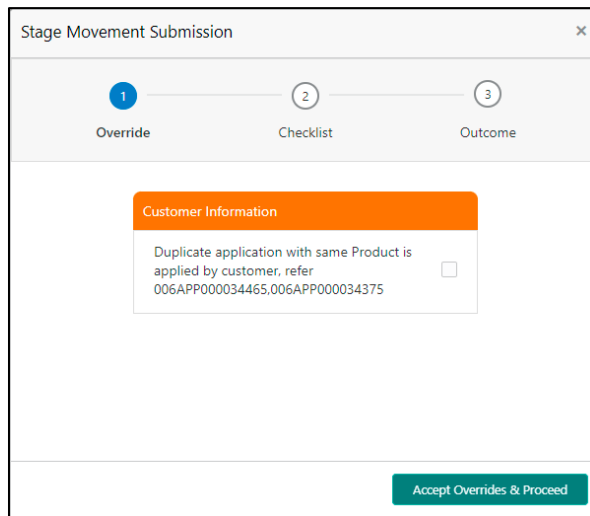 Stage Movement Submission ×
1 2 3
Override Checklist Outcome
Customer Information
Duplicate application with same Product is
applied by customer, refer
006APP000034465,006APP000034375
Accept Overrides & Proceed